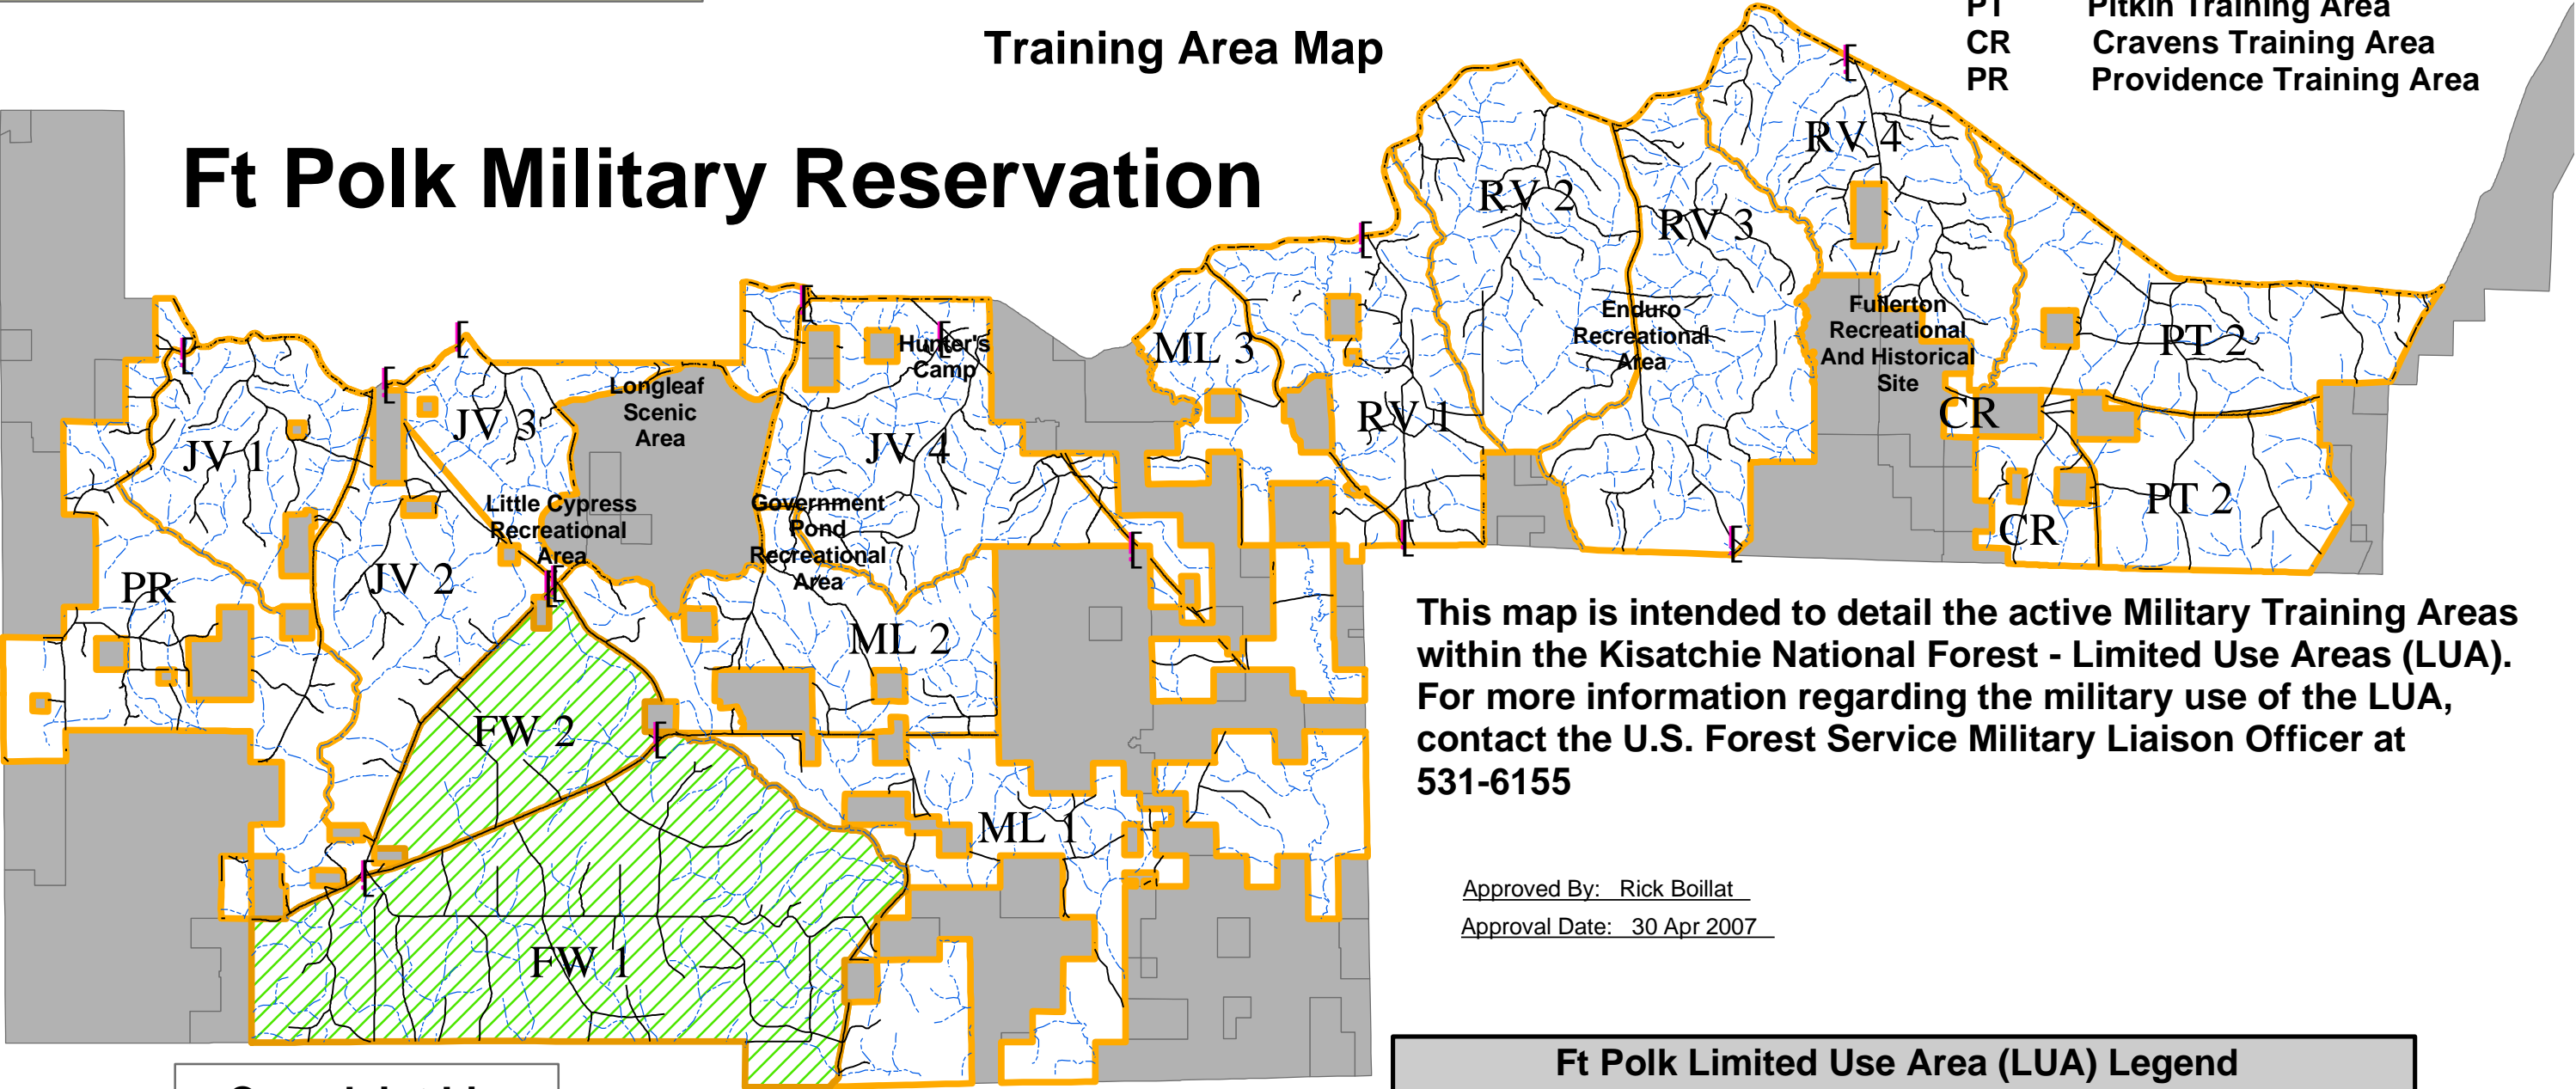 PT Pitkin Training Area
CR Cravens Training Area
PR Providence Training Area
Training Area Map
Ft Polk Military Reservation
RV 4
RV 2
RV 3
Hunter's
Camp
Longleaf
Scenic
Area
ML 3
Enduro
Recreational
Area
Fullerton
Recreational
And Historical
Site
PT 2
JV 1
JV 3
JV 4
RV 1
CR
Little Cypress
Recreational
Area
Government
Pond
Recreational
Area
PT 2
CR
PR
JV 2
ML 2
FW 2
ML 1
FW 1
This map is intended to detail the active Military Training Areas
within the Kisatchie National Forest - Limited Use Areas (LUA).
For more information regarding the military use of the LUA,
contact the U.S. Forest Service Military Liaison Officer at
531-6155
Approved By: Rick Boillat
Approval Date: 30 Apr 2007
Ft Polk Limited Use Area (LUA) Legend